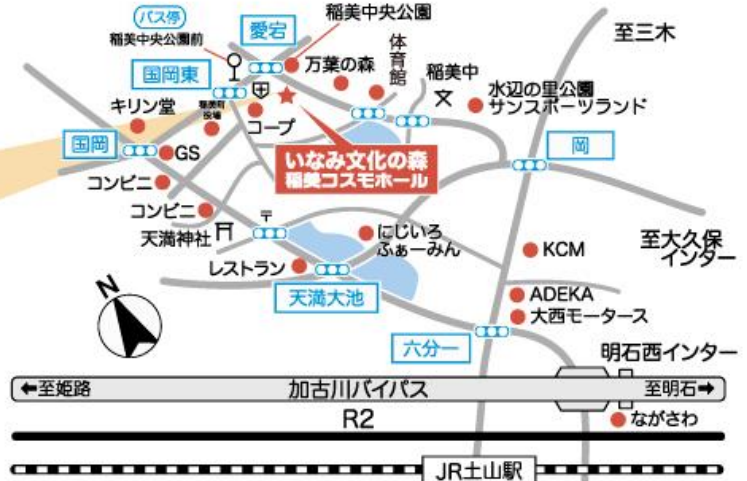 バス停
稲美中央公園前
愛宕
稲美中央公園
至三木
国岡東
万葉の森
体育館
稲美中
水辺の里公園
サンスポーツランド
キリン堂
稲美町
役場
コープ
国岡
GS
いなみ文化の森
稲美コスモホール
岡
コンビニ
コンビニ
〒
天満神社
にじいろ
ふぁーみん
KCM
至大久保
インター
レストラン
天満大池
ADEKA
大西モータース
N
六分一
明石西インター
←至姫路
加古川バイパス
至明石→
R2
ながさわ
JR土山駅